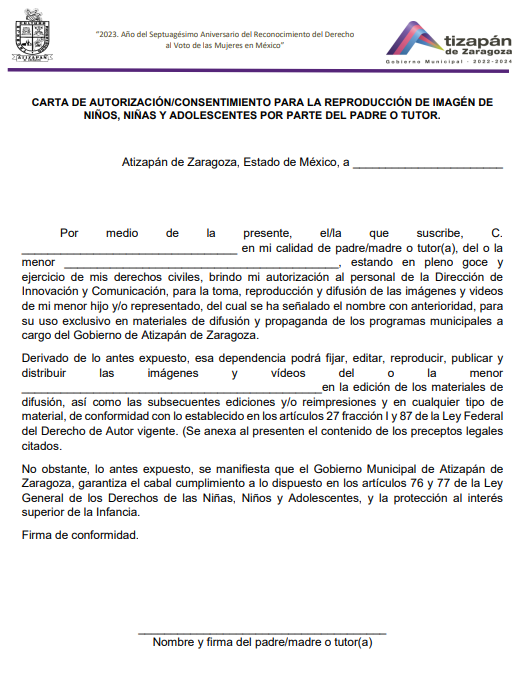 “2023. Año del Septuagésimo Aniversario del Reconocimiento del Derecho
al Voto de las Mujeres en México”
Atizapán
de Zaragoza
Gobierno Municipal - 2022-2024
CARTA DE AUTORIZACIÓN/CONSENTIMIENTO PARA LA REPRODUCCIÓN DE IMAGÉN DE
NIÑOS, NIÑAS Y ADOLESCENTES POR PARTE DEL PADRE O TUTOR.
Atizapán de Zaragoza, Estado de México, a ________________________
Por medio de la presente, el/la que suscribe, C.
__________________________________ en mi calidad de padre/madre o tutor(a), del o la
menor ___________________________________________, estando en pleno goce y
ejercicio de mis derechos civiles, brindo mi autorización al personal de la Dirección de
Innovación y Comunicación, para la toma, reproducción y difusión de las imágenes y videos
de mi menor hijo y/o representado, del cual se ha señalado el nombre con anterioridad, para
su uso exclusivo en materiales de difusión y propaganda de los programas municipales a
cargo del Gobierno de Atizapán de Zaragoza.
Derivado de lo antes expuesto, esa dependencia podrá fijar, editar, reproducir, publicar y
distribuir las imágenes y vídeos del o la menor
_______________________________________________en la edición de los materiales de
difusión, así como las subsecuentes ediciones y/o reimpresiones y en cualquier tipo de
material, de conformidad con lo establecido en los artículos 27 fracción I y 87 de la Ley Federal
del Derecho de Autor vigente. (Se anexa al presenten el contenido de los preceptos legales
citados.
No obstante, lo antes expuesto, se manifiesta que el Gobierno Municipal de Atizapán de
Zaragoza, garantiza el cabal cumplimiento a lo dispuesto en los artículos 76 y 77 de la Ley
General de los Derechos de las Niñas, Niños y Adolescentes, y la protección al interés
superior de la Infancia.
Firma de conformidad.
_______________________________________
Nombre y firma del padre/madre o tutor(a)